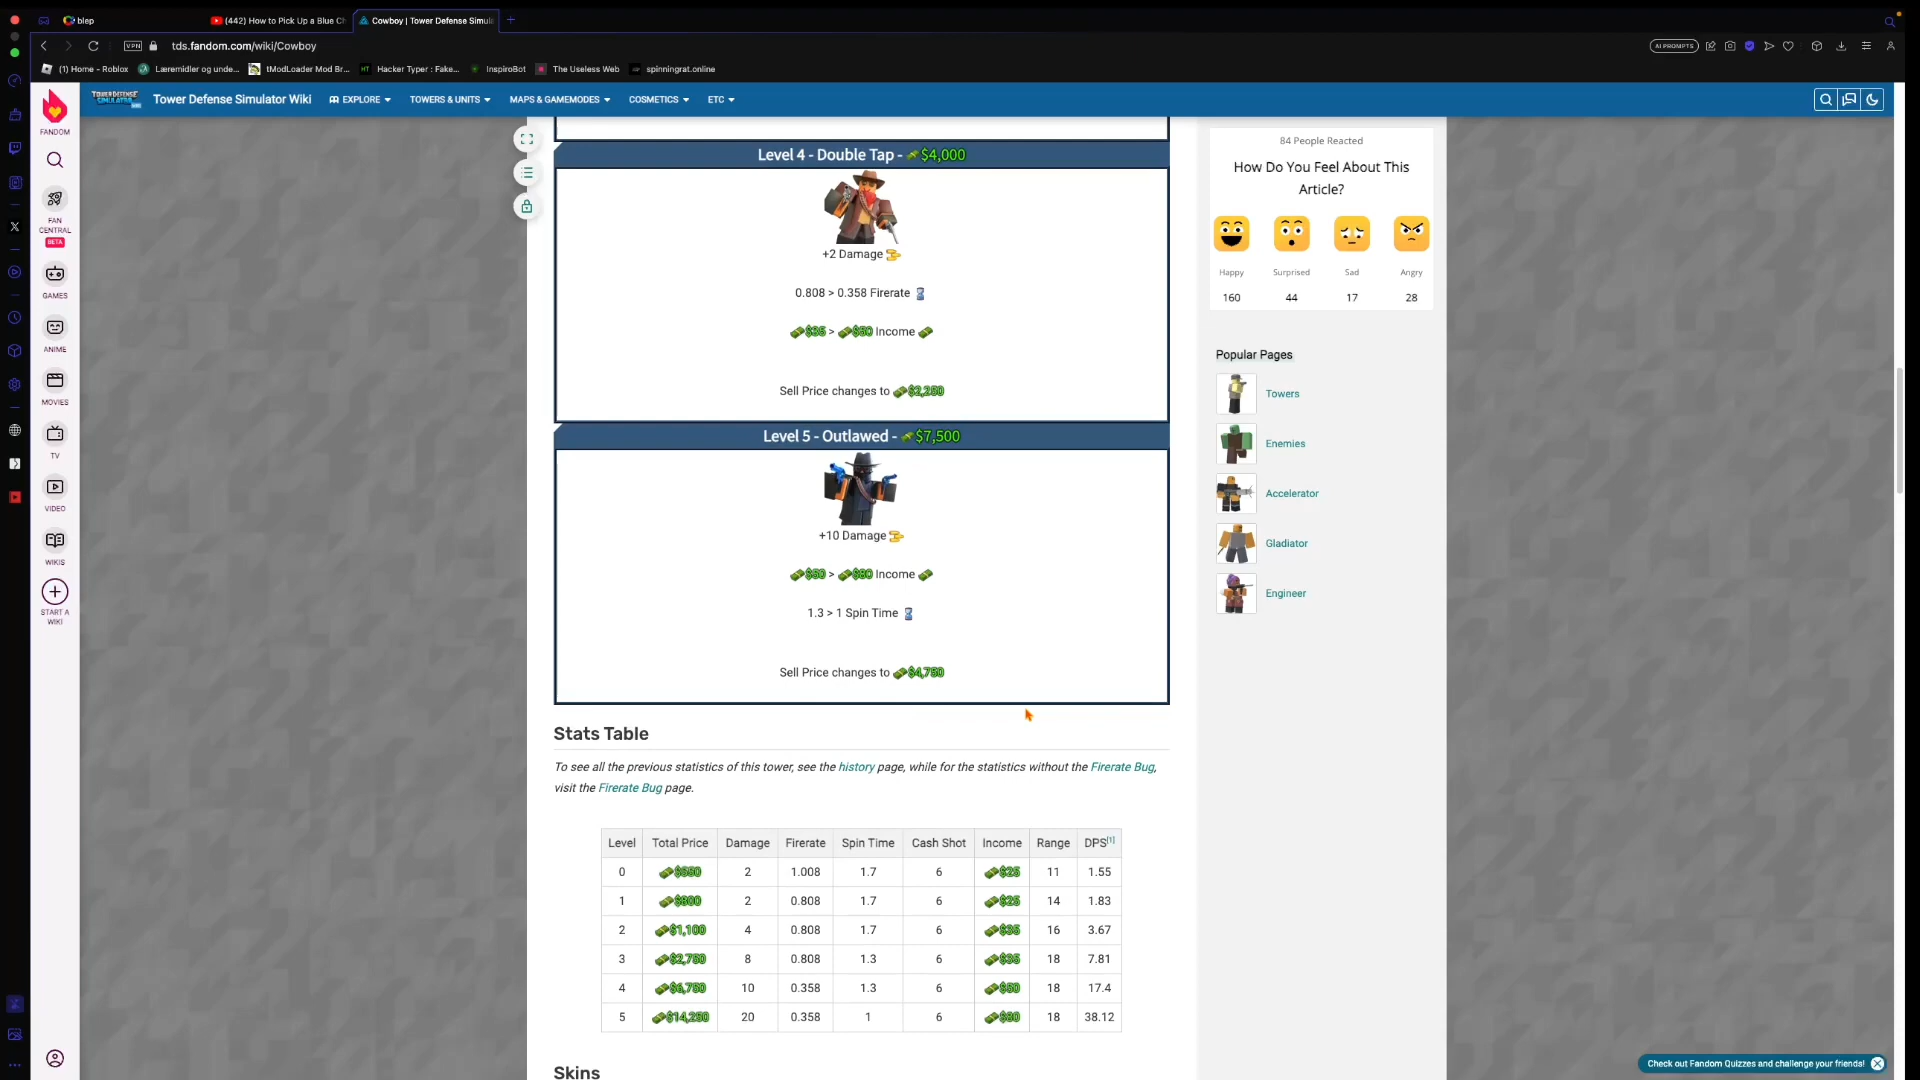 blep
(442) How to Pick Up a Blue Ch
Cowboy | Tower Defense Simula
VPN
tds.fandom.com/wiki/Cowboy
AI PROMPTS
(1) Home - Roblox
Læremidler og unde...
tModLoader Mod Br...
HT
Hacker Typer : Fake...
InspiroBot
The Useless Web
spinningrat.online
TOWER DEFENSE SIMULATOR
Tower Defense Simulator Wiki
EXPLORE
TOWERS & UNITS
MAPS & GAMEMODES
COSMETICS
ETC
FANDOM
FAN CENTRAL
BETA
GAMES
ANIME
MOVIES
TV
VIDEO
WIKIS
START A WIKI
Level 4 - Double Tap - $4,000
+2 Damage
0.808 > 0.358 Firerate
$35 > $50 Income
Sell Price changes to $2,250
Level 5 - Outlawed - $7,500
+10 Damage
$50 > $80 Income
1.3 > 1 Spin Time
Sell Price changes to $4,750
Stats Table
To see all the previous statistics of this tower, see the history page, while for the statistics without the Firerate Bug,
visit the Firerate Bug page.
Level Total Price Damage Firerate Spin Time Cash Shot Income Range DPS[1]
0 $550 2 1.008 1.7 6 $25 11 1.55
1 $800 2 0.808 1.7 6 $25 14 1.83
2 $1,100 4 0.808 1.7 6 $35 16 3.67
3 $2,750 8 0.808 1.3 6 $35 18 7.81
4 $6,750 10 0.358 1.3 6 $50 18 17.4
5 $14,250 20 0.358 1 6 $80 18 38.12
Skins
84 People Reacted
How Do You Feel About This
Article?
Happy Surprised Sad Angry
160 44 17 28
Popular Pages
Towers
Enemies
Accelerator
Gladiator
Engineer
Check out Fandom Quizzes and challenge your friends!